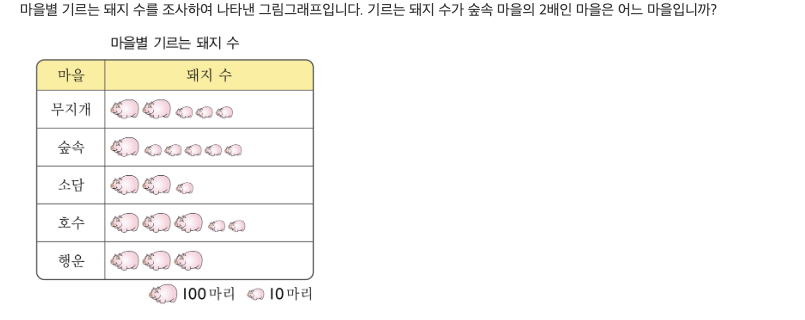 마을별 기르는 돼지 수를 조사하여 나타낸 그림그래프입니다. 기르는 돼지 수가 숲속 마을의 2배인 마을은 어느 마을입니까?
마을별 기르는 돼지 수
마을 돼지 수
무지개
숲속
소담
호수
행운
100마리 10마리